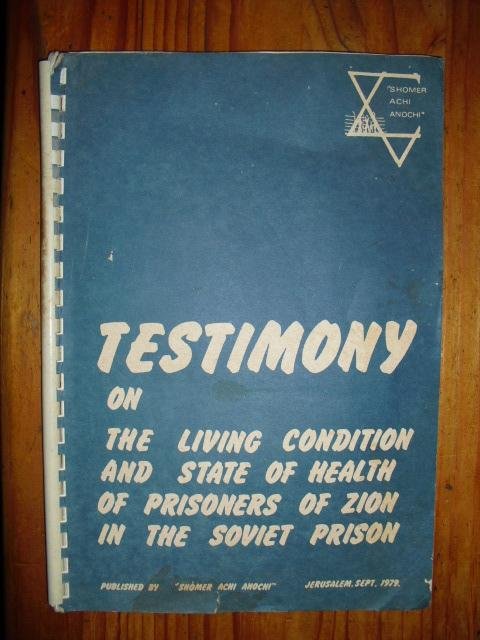 "SHOMER
ACHI
ANOCHI"
TESTIMONY
ON
THE LIVING CONDITION
AND STATE OF HEALTH
OF PRISONERS OF ZION
IN THE SOVIET PRISON
PUBLISHED BY "SHOMER ACHI ANOCHI" JERUSALEM, SEPT. 1979.